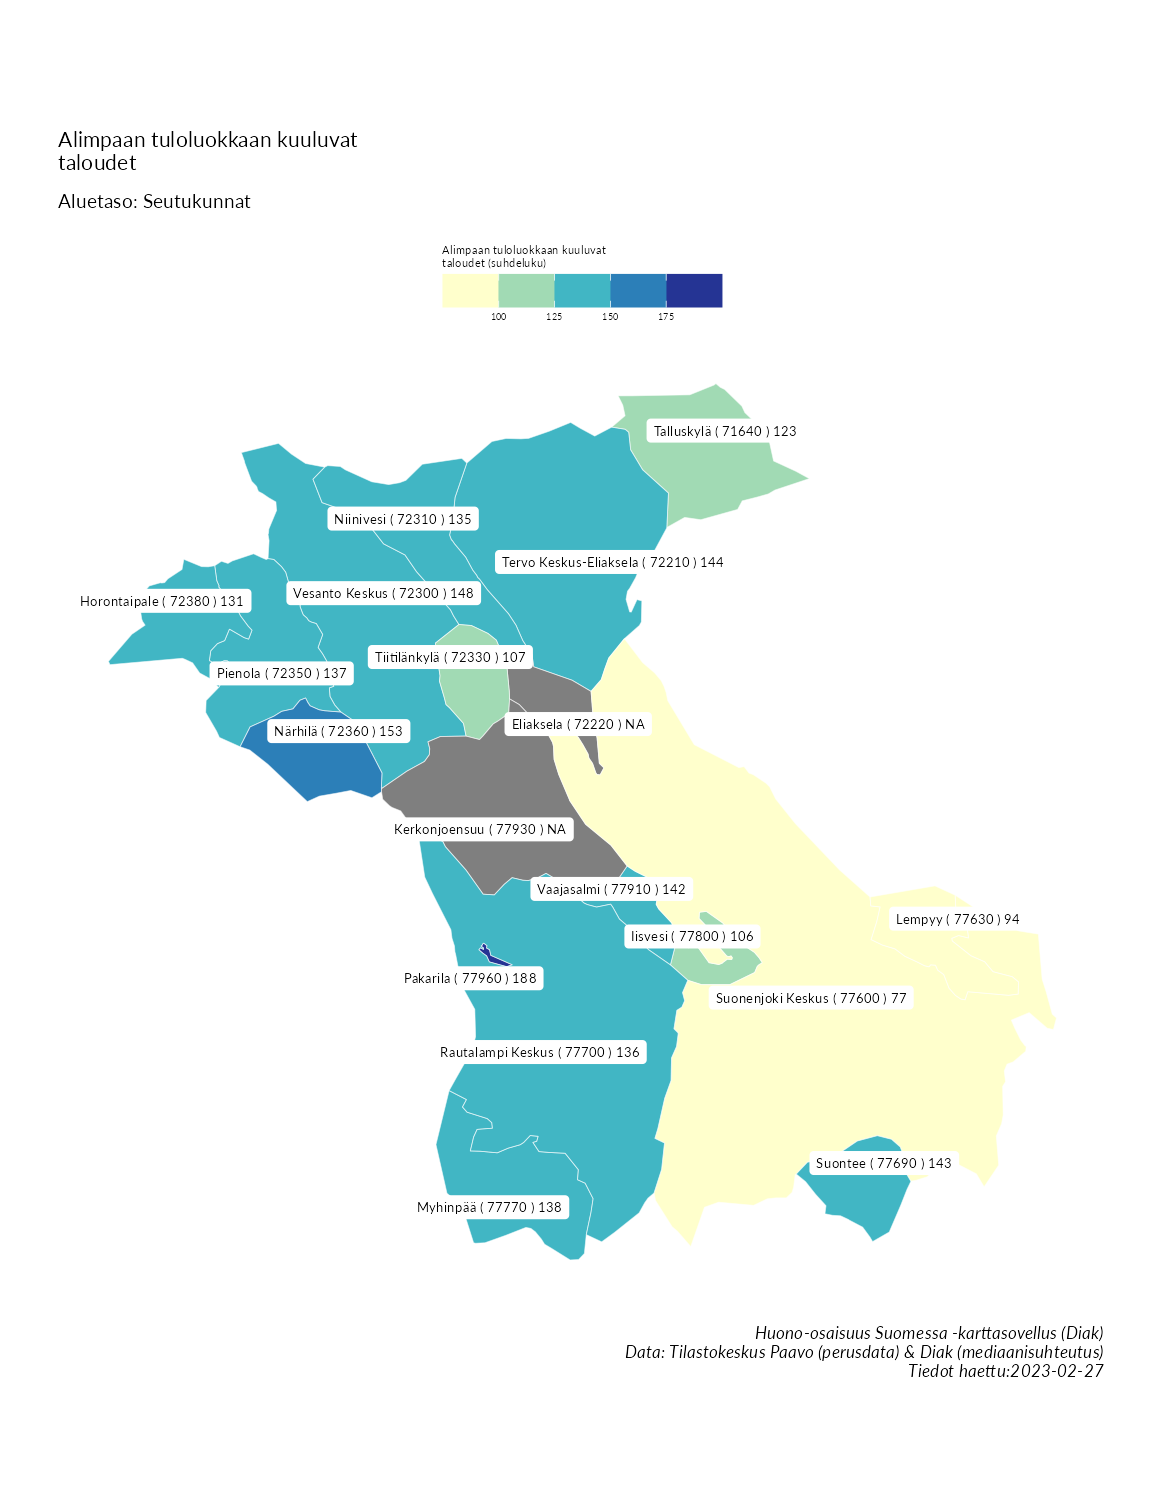 Alimpaan tuloluokkaan kuuluvat
taloudet
Aluetaso: Seutukunnat
Alimpaan tuloluokkaan kuuluvat
taloudet (suhdeluku)
100 125 150 175
Talluskylä ( 71640 ) 123
Niinivesi ( 72310 ) 135
Tervo Keskus-Eliaksela ( 72210 ) 144
Vesanto Keskus ( 72300 ) 148
Horontaipale ( 72380 ) 131
Tiitilänkylä ( 72330 ) 107
Pienola ( 72350 ) 137
Eliaksela ( 72220 ) NA
Närhilä ( 72360 ) 153
Kerkonjoensuu ( 77930 ) NA
Vaajasalmi ( 77910 ) 142
Lempyy ( 77630 ) 94
Iisvesi ( 77800 ) 106
Pakarila ( 77960 ) 188
Suonenjoki Keskus ( 77600 ) 77
Rautalampi Keskus ( 77700 ) 136
Suontee ( 77690 ) 143
Myhinpää ( 77770 ) 138
Huono-osaisuus Suomessa -karttasovellus (Diak)
Data: Tilastokeskus Paavo (perusdata) & Diak (mediaanisuhteutus)
Tiedot haettu:2023-02-27